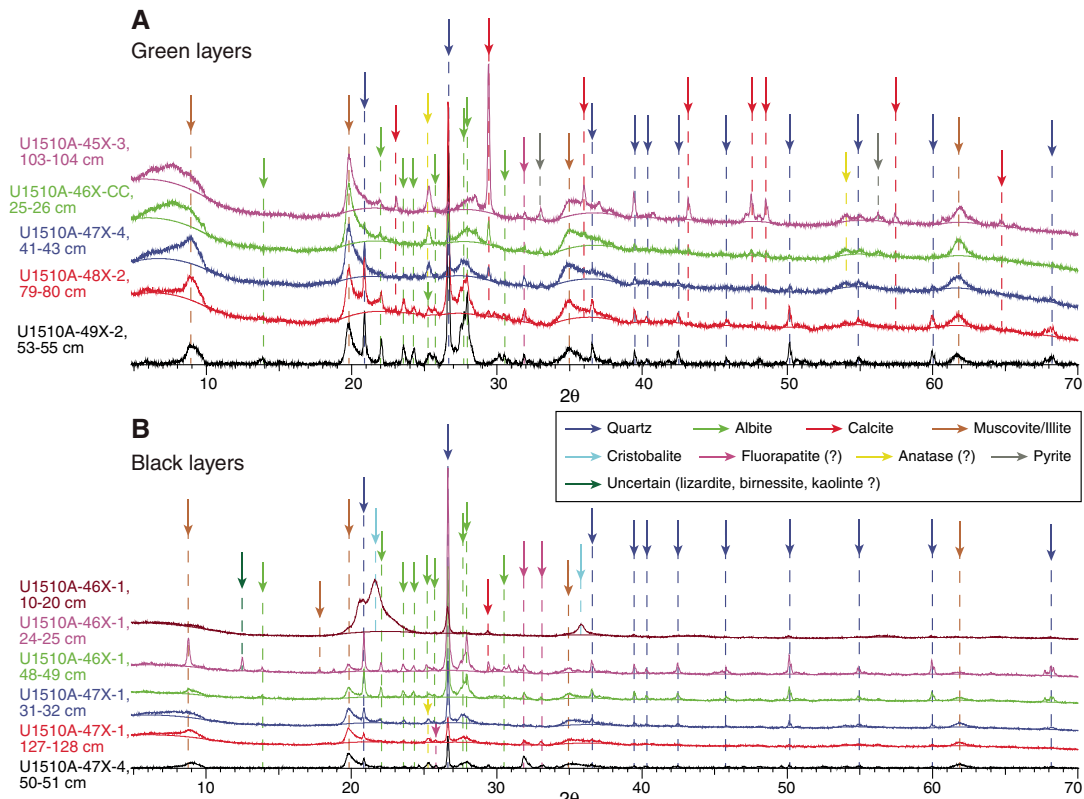 A
Green layers
U1510A-45X-3,
103-104 cm
U1510A-46X-CC,
25-26 cm
U1510A-47X-4,
41-43 cm
U1510A-48X-2,
79-80 cm
U1510A-49X-2,
53-55 cm
10 20 30 40 50 60 70
2θ
Quartz Albite Calcite Muscovite/Illite
Cristobalite Fluorapatite (?) Anatase (?) Pyrite
Uncertain (lizardite, birnessite, kaolinte ?)
B
Black layers
U1510A-46X-1,
10-20 cm
U1510A-46X-1,
24-25 cm
U1510A-46X-1,
48-49 cm
U1510A-47X-1,
31-32 cm
U1510A-47X-1,
127-128 cm
U1510A-47X-4,
50-51 cm
10 20 30 40 50 60 70
2θ